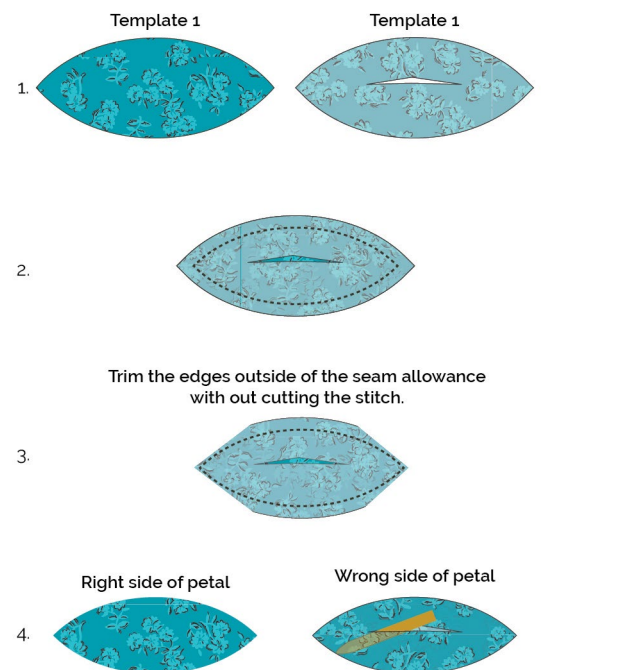 Template 1 Template 1
1.
2.
Trim the edges outside of the seam allowance
with out cutting the stitch.
3.
Right side of petal Wrong side of petal
4.